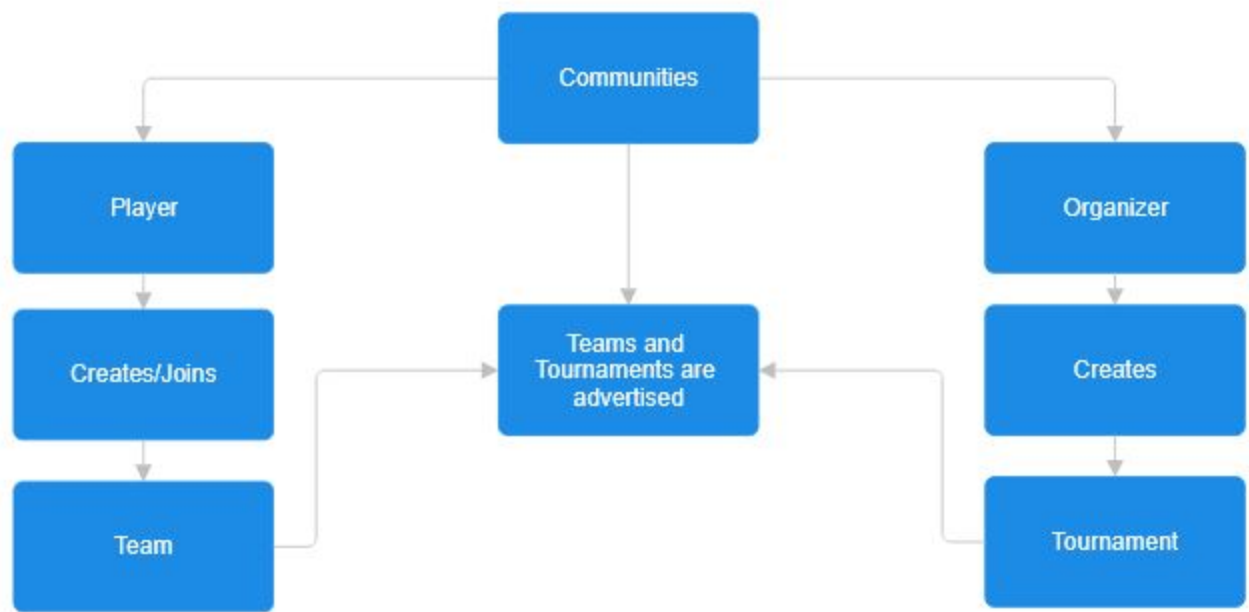 Communities
Player
Organizer
Creates/Joins
Teams and
Tournaments are
advertised
Creates
Team
Tournament